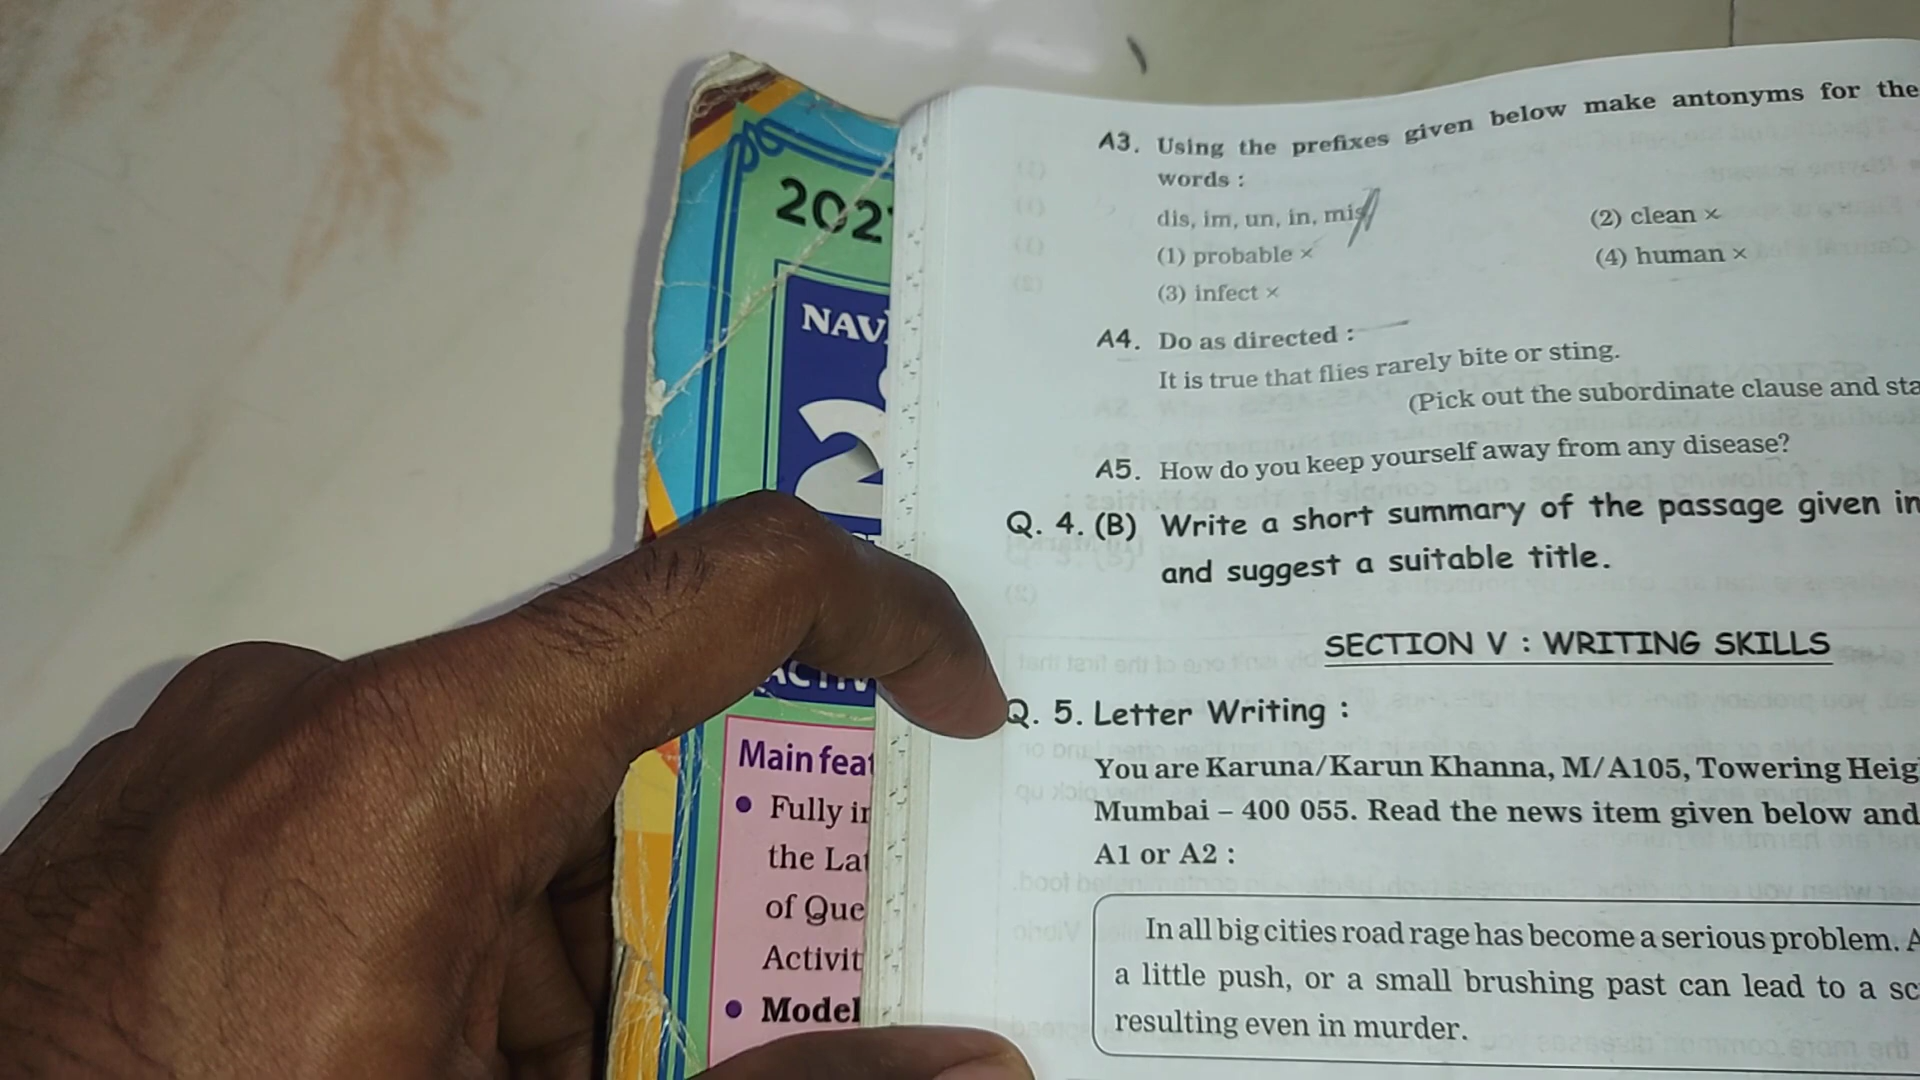 202
NAV
2
ACTIV
Main feat
• Fully in
the Lat
of Que
Activit
• Model
A3. Using the prefixes given below make antonyms for the
words :
dis, im, un, in, mis
(1) probable × (2) clean ×
(3) infect × (4) human ×
A4. Do as directed :
It is true that flies rarely bite or sting.
(Pick out the subordinate clause and sta
A5. How do you keep yourself away from any disease?
Q. 4. (B) Write a short summary of the passage given in
and suggest a suitable title.
SECTION V : WRITING SKILLS
Q. 5. Letter Writing :
You are Karuna/Karun Khanna, M/A105, Towering Heig
Mumbai – 400 055. Read the news item given below and
A1 or A2 :
In all big cities road rage has become a serious problem. A
a little push, or a small brushing past can lead to a sc
resulting even in murder.